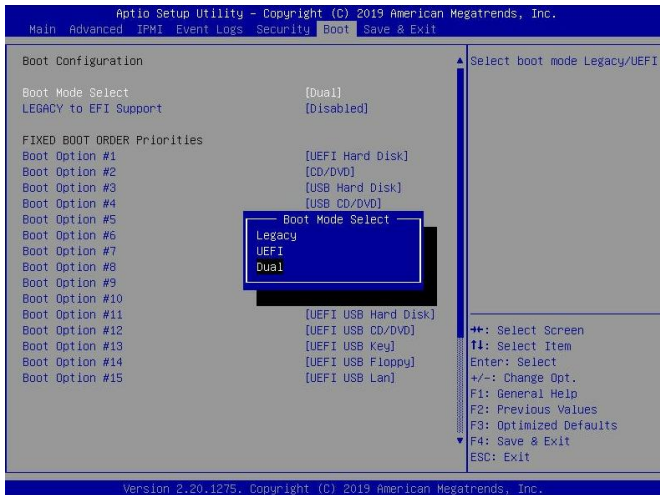 Aptio Setup Utility – Copyright (C) 2019 American Megatrends, Inc.
Main Advanced IPMI Event Logs Security Boot Save & Exit
Boot Configuration
Boot Mode Select [Dual]
LEGACY to EFI Support [Disabled]
FIXED BOOT ORDER Priorities
Boot Option #1 [UEFI Hard Disk]
Boot Option #2 [CD/DVD]
Boot Option #3 [USB Hard Disk]
Boot Option #4 [USB CD/DVD]
Boot Option #5
Boot Option #6
Boot Option #7
Boot Option #8
Boot Option #9
Boot Option #10
Boot Option #11 [UEFI USB Hard Disk]
Boot Option #12 [UEFI USB CD/DVD]
Boot Option #13 [UEFI USB Key]
Boot Option #14 [UEFI USB Floppy]
Boot Option #15 [UEFI USB Lan]
Boot Mode Select
Legacy
UEFI
Dual
Select boot mode Legacy/UEFI
→←: Select Screen
↑↓: Select Item
Enter: Select
+/-: Change Opt.
F1: General Help
F2: Previous Values
F3: Optimized Defaults
F4: Save & Exit
ESC: Exit
Version 2.20.1275. Copyright (C) 2019 American Megatrends, Inc.